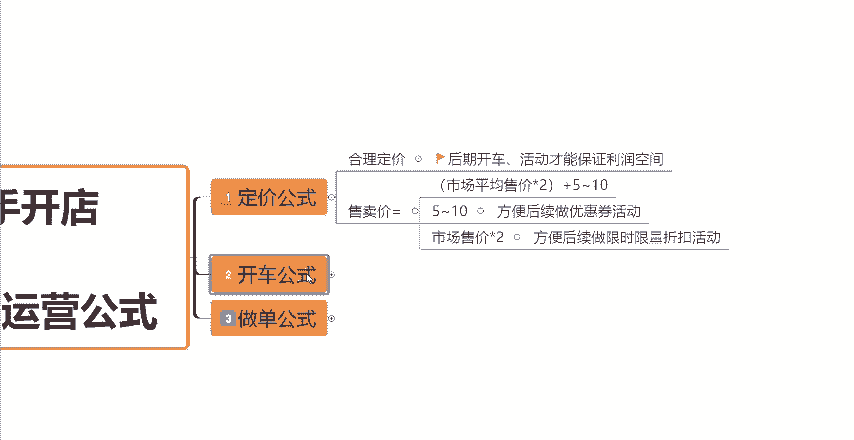 手开店
运营公式
1 定价公式
合理定价
后期开车、活动才能保证利润空间
售卖价=
（市场平均售价*2）+5~10
5~10
方便后续做优惠券活动
市场售价*2
方便后续做限时限量折扣活动
2 开车公式
3 做单公式